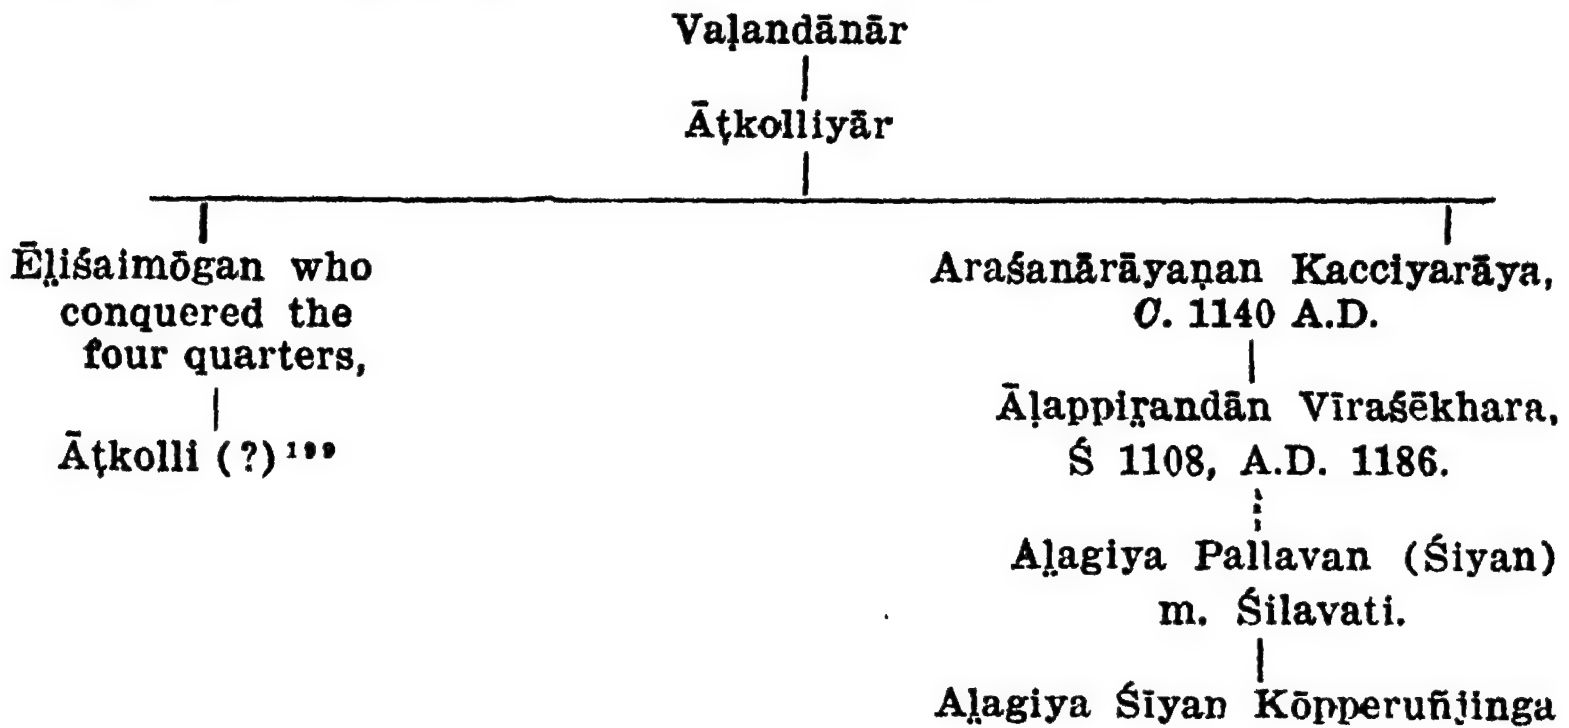 Vaḷandānār
Āṭkolliyār
Ēḻiśaimōgan who
conquered the
four quarters,
Āṭkolli (?)¹⁹⁹
Araśanārāyaṇan Kacciyarāya,
C. 1140 A.D.
Āḷappiṟandān Vīraśēkhara,
Ś 1108, A.D. 1186.
Aḻagiya Pallavan (Śiyan)
m. Śilavati.
Aḻagiya Śīyan Kōpperuñjinga